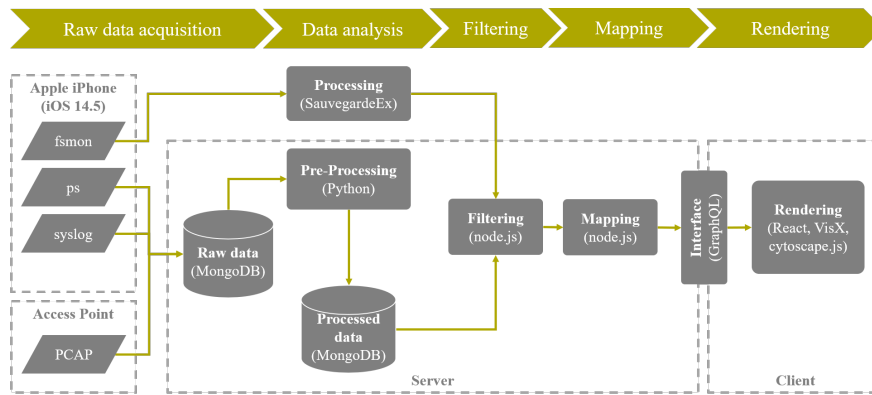 Raw data acquisition
Data analysis
Filtering
Mapping
Rendering
Apple iPhone
(iOS 14.5)
fsmon
ps
syslog
Access Point
PCAP
Processing
(SauvegardeEx)
Pre-Processing
(Python)
Raw data
(MongoDB)
Processed
data
(MongoDB)
Filtering
(node.js)
Mapping
(node.js)
Interface
(GraphQL)
Rendering
(React, VisX,
cytoscape.js)
Server
Client